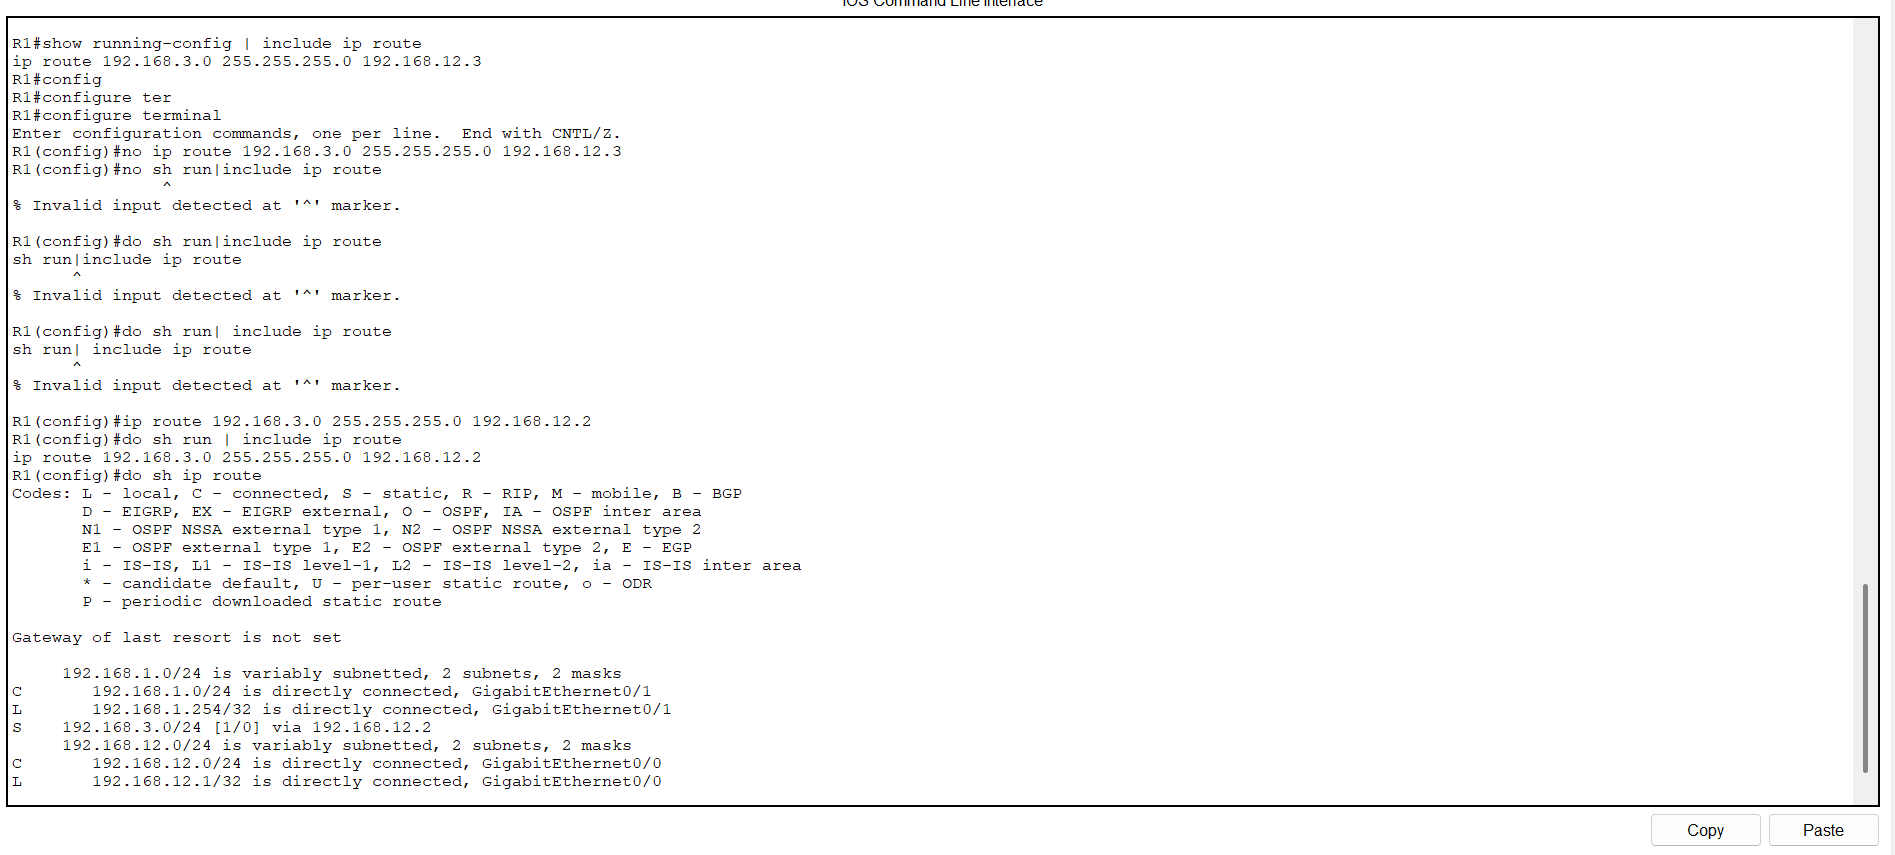 IOS Command Line Interface
R1#show running-config | include ip route
ip route 192.168.3.0 255.255.255.0 192.168.12.3
R1#config
R1#configure ter
R1#configure terminal
Enter configuration commands, one per line.  End with CNTL/Z.
R1(config)#no ip route 192.168.3.0 255.255.255.0 192.168.12.3
R1(config)#no sh run|include ip route
^
% Invalid input detected at '^' marker.
R1(config)#do sh run|include ip route
sh run|include ip route
^
% Invalid input detected at '^' marker.
R1(config)#do sh run| include ip route
sh run| include ip route
^
% Invalid input detected at '^' marker.
R1(config)#ip route 192.168.3.0 255.255.255.0 192.168.12.2
R1(config)#do sh run | include ip route
ip route 192.168.3.0 255.255.255.0 192.168.12.2
R1(config)#do sh ip route
Codes: L - local, C - connected, S - static, R - RIP, M - mobile, B - BGP
D - EIGRP, EX - EIGRP external, O - OSPF, IA - OSPF inter area
N1 - OSPF NSSA external type 1, N2 - OSPF NSSA external type 2
E1 - OSPF external type 1, E2 - OSPF external type 2, E - EGP
i - IS-IS, L1 - IS-IS level-1, L2 - IS-IS level-2, ia - IS-IS inter area
* - candidate default, U - per-user static route, o - ODR
P - periodic downloaded static route
Gateway of last resort is not set
192.168.1.0/24 is variably subnetted, 2 subnets, 2 masks
C 192.168.1.0/24 is directly connected, GigabitEthernet0/1
L 192.168.1.254/32 is directly connected, GigabitEthernet0/1
S 192.168.3.0/24 [1/0] via 192.168.12.2
192.168.12.0/24 is variably subnetted, 2 subnets, 2 masks
C 192.168.12.0/24 is directly connected, GigabitEthernet0/0
L 192.168.12.1/32 is directly connected, GigabitEthernet0/0
Copy Paste